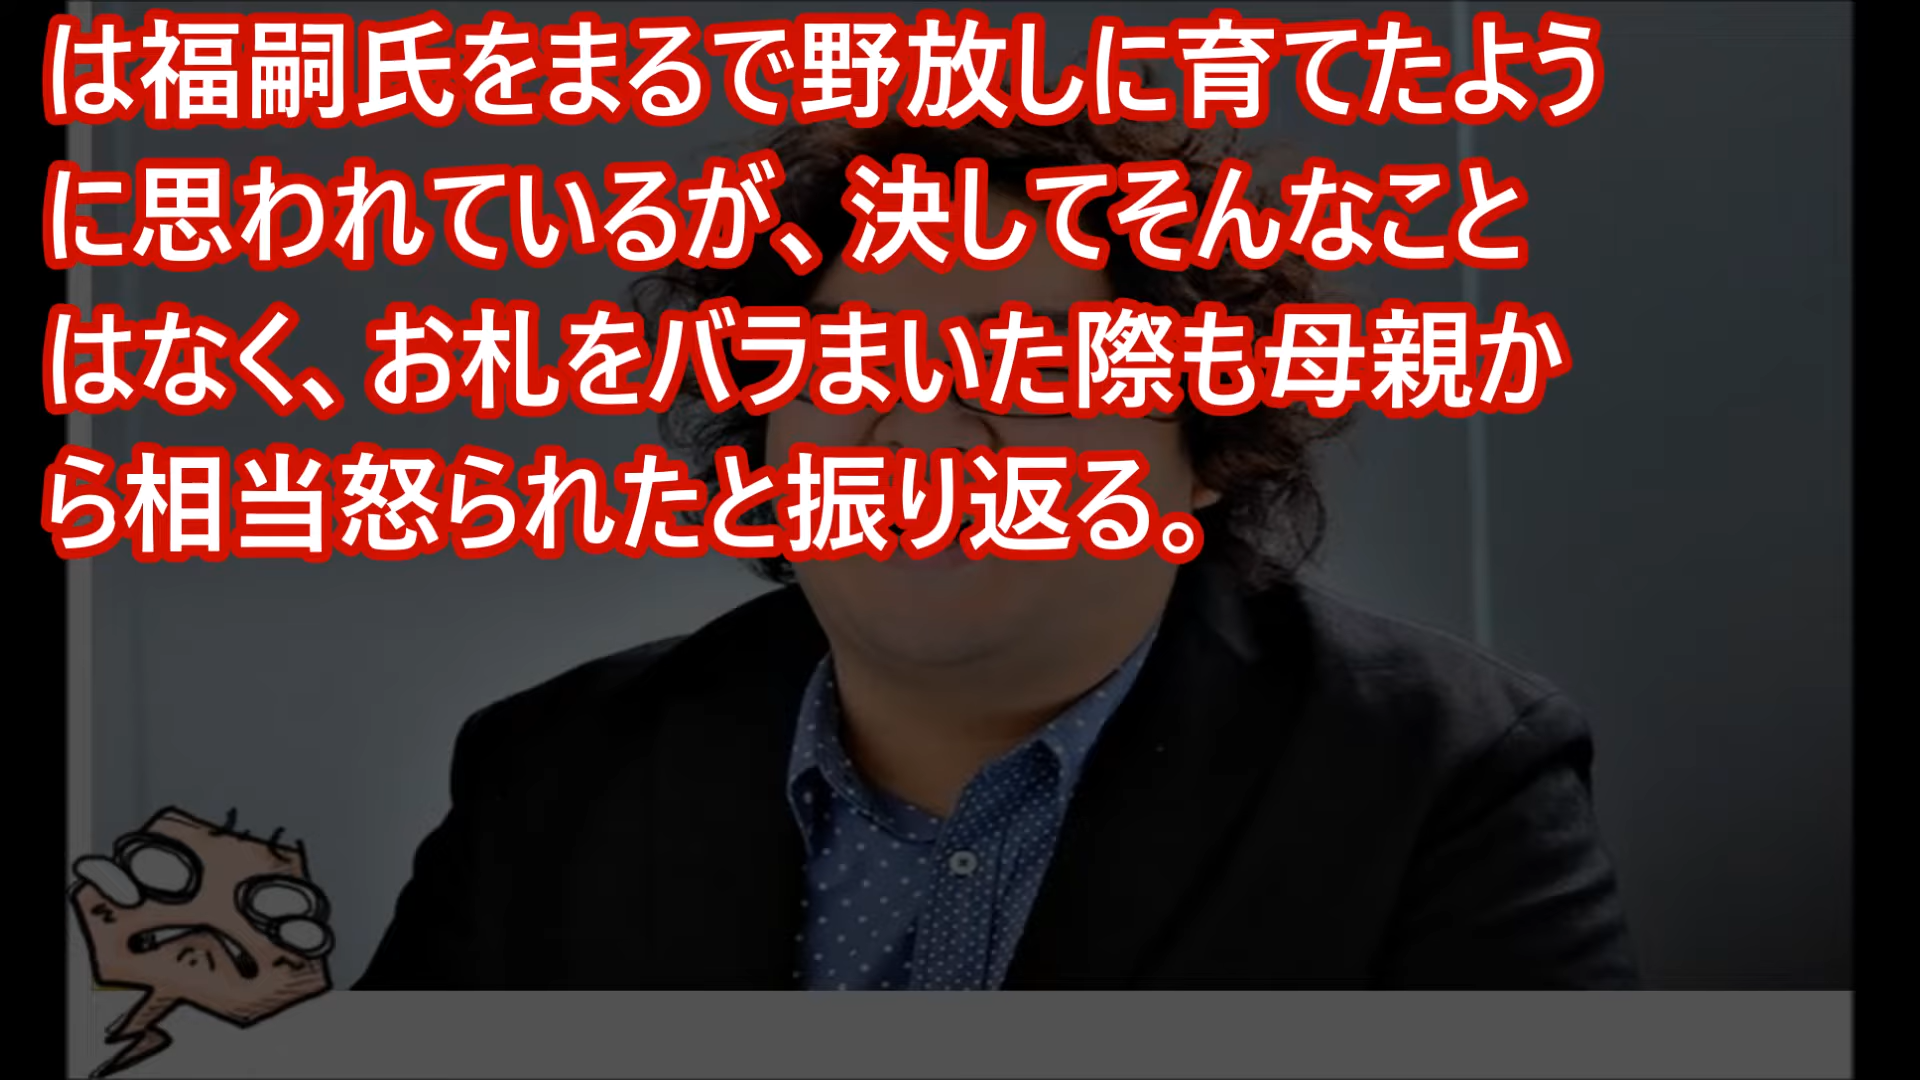 は福嗣氏をまるで野放しに育てたよう
に思われているが、決してそんなこと
はなく、お札をバラまいた際も母親か
ら相当怒られたと振り返る。